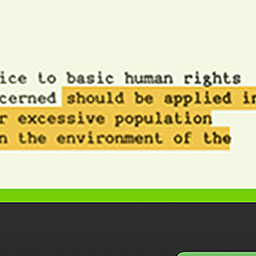 ice to basic human rights
cerned should be applied in
r excessive population
n the environment of the